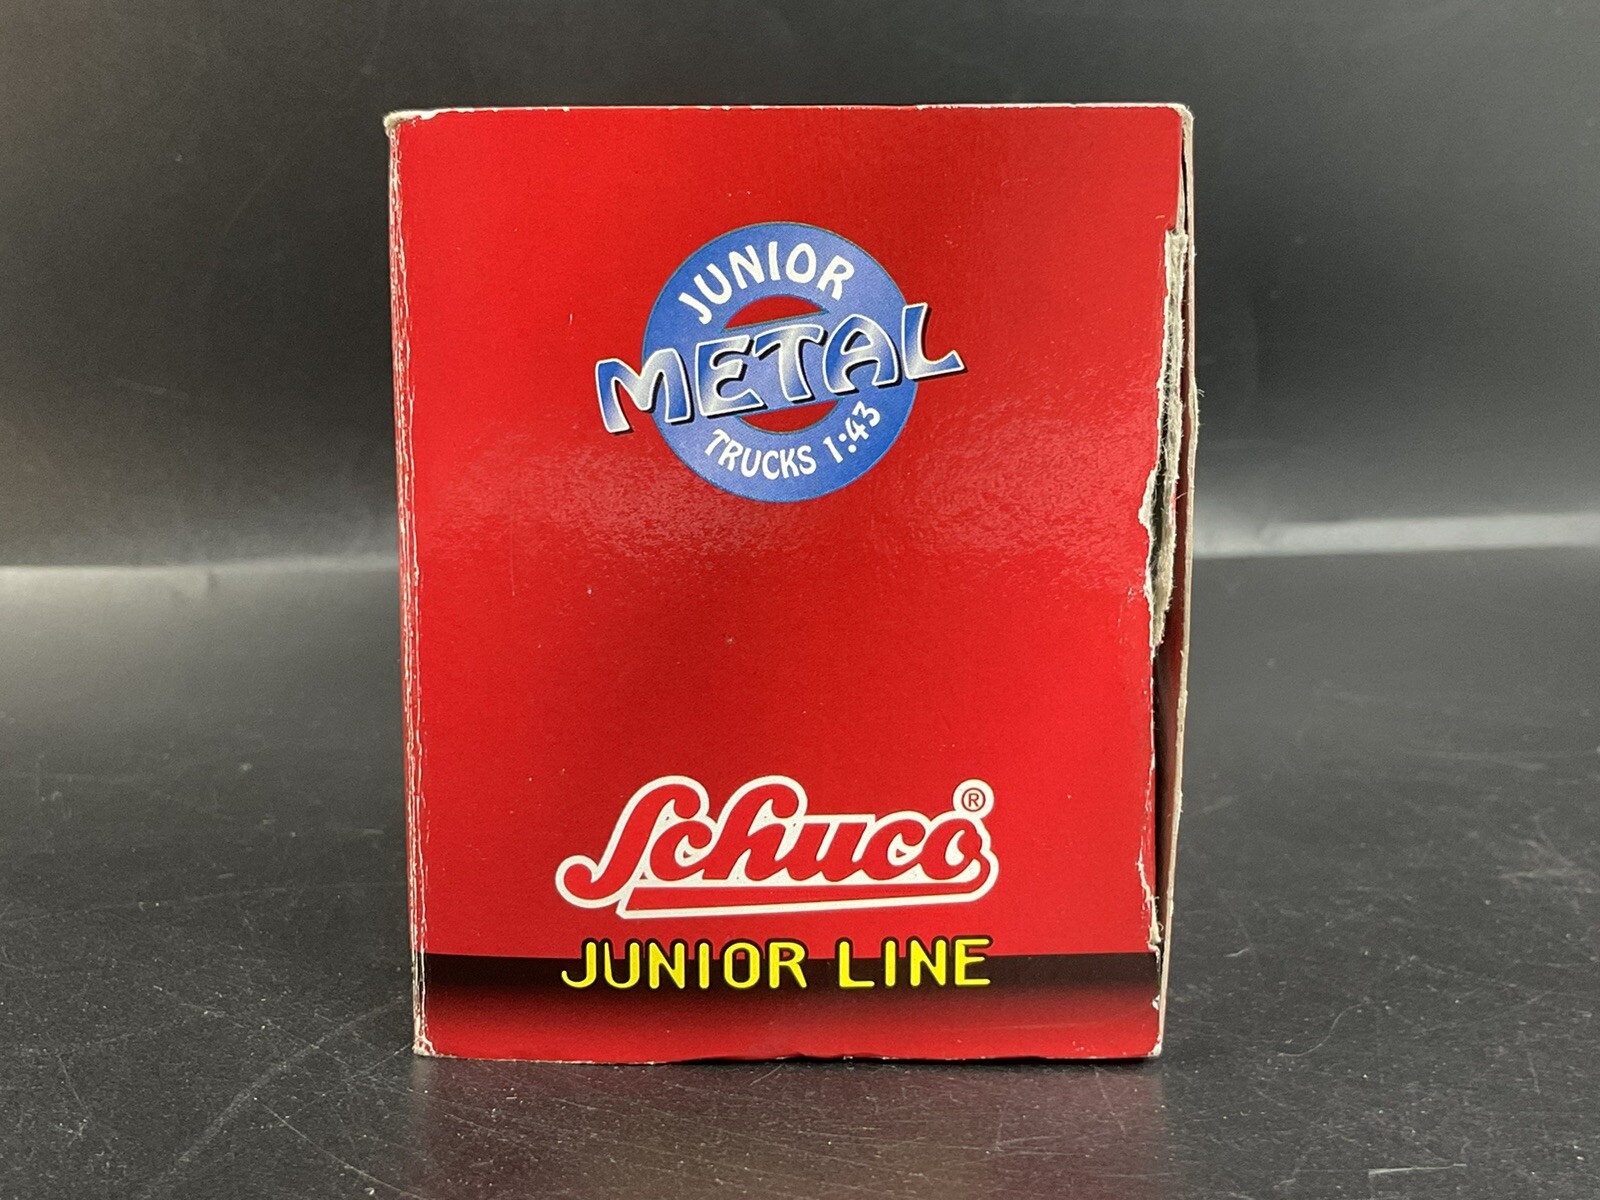 JUNIOR
METAL
TRUCKS 1:43
Schuco®
JUNIOR LINE